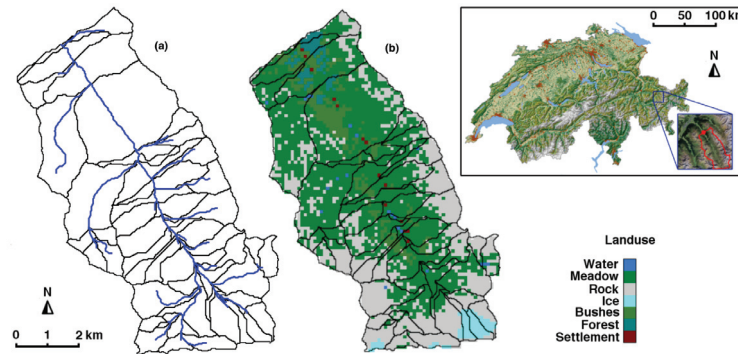 (a)
N
0 1 2 km
(b)
0 50 100 km
N
Landuse
Water
Meadow
Rock
Ice
Bushes
Forest
Settlement